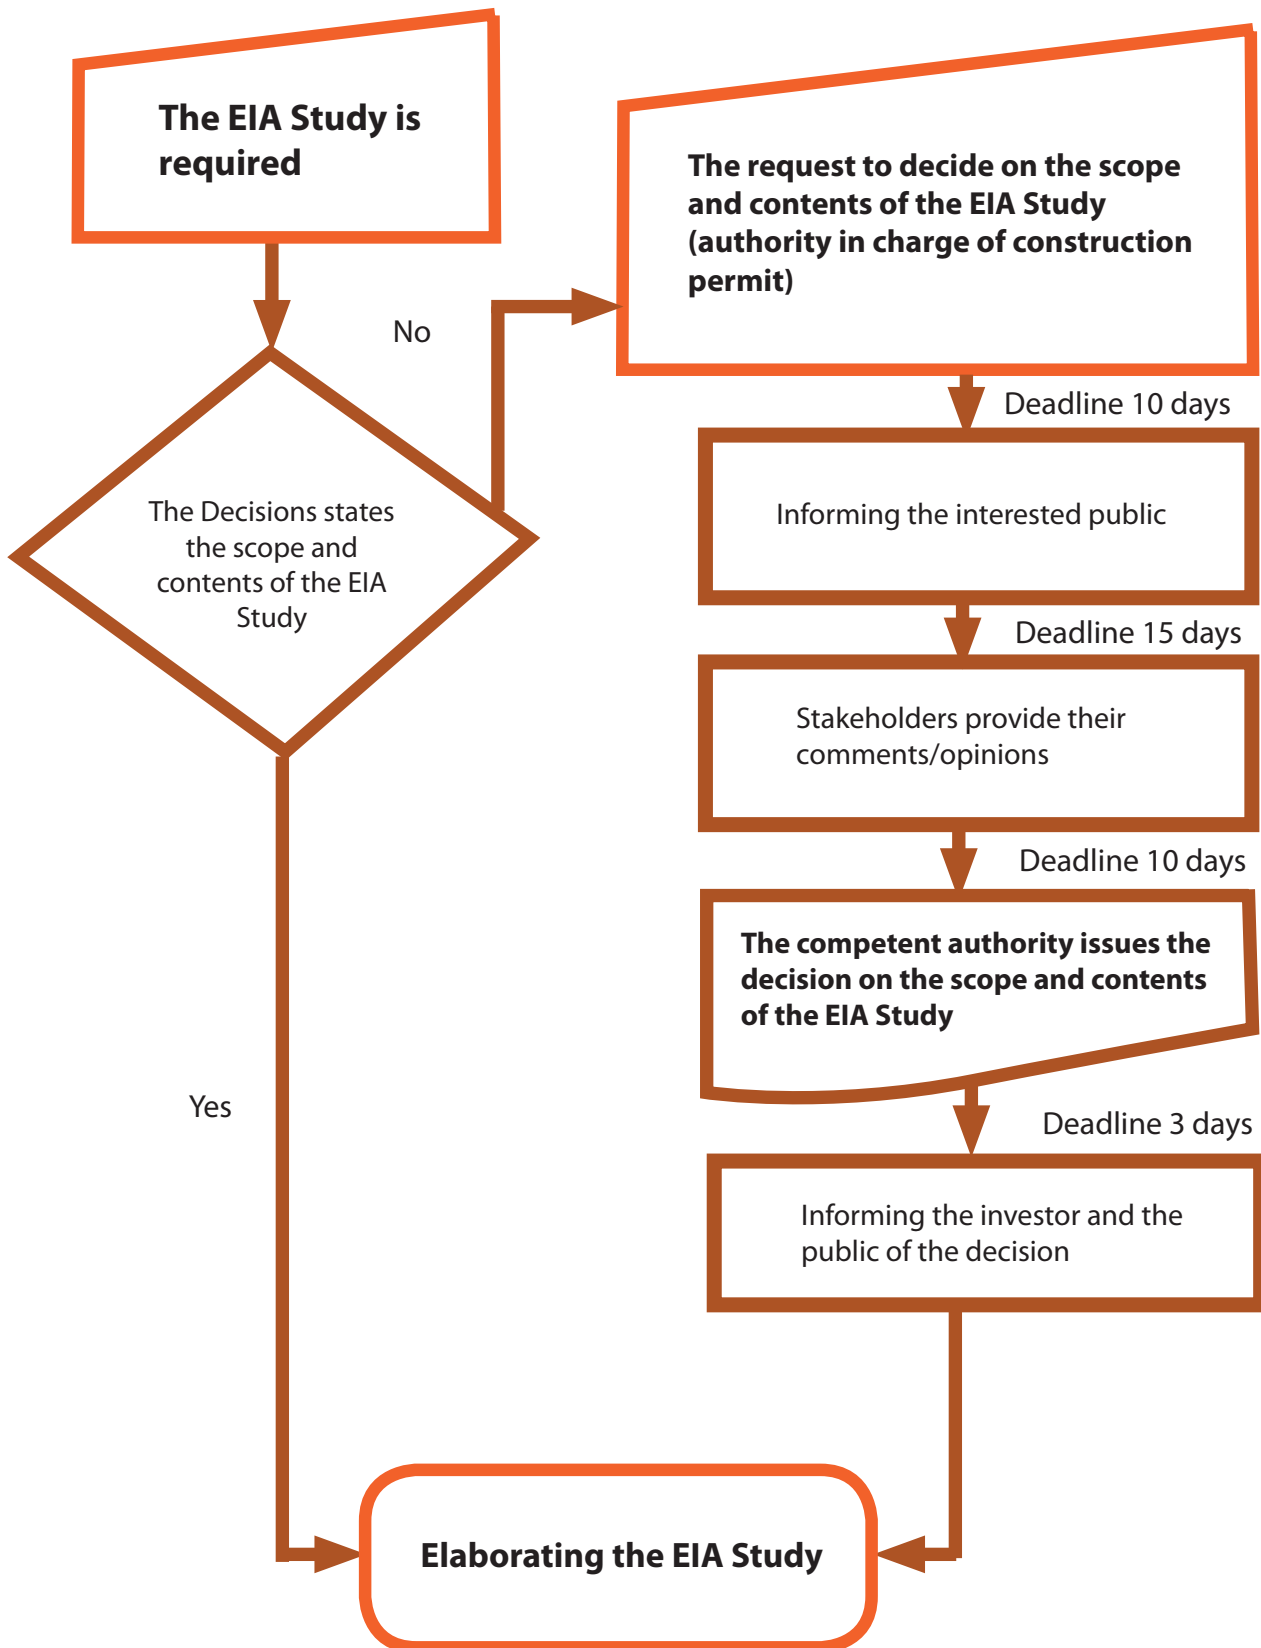 The EIA Study is
required
No
The Decisions states
the scope and
contents of the EIA
Study
Yes
The request to decide on the scope
and contents of the EIA Study
(authority in charge of construction
permit)
Deadline 10 days
Informing the interested public
Deadline 15 days
Stakeholders provide their
comments/opinions
Deadline 10 days
The competent authority issues the
decision on the scope and contents
of the EIA Study
Deadline 3 days
Informing the investor and the
public of the decision
Elaborating the EIA Study